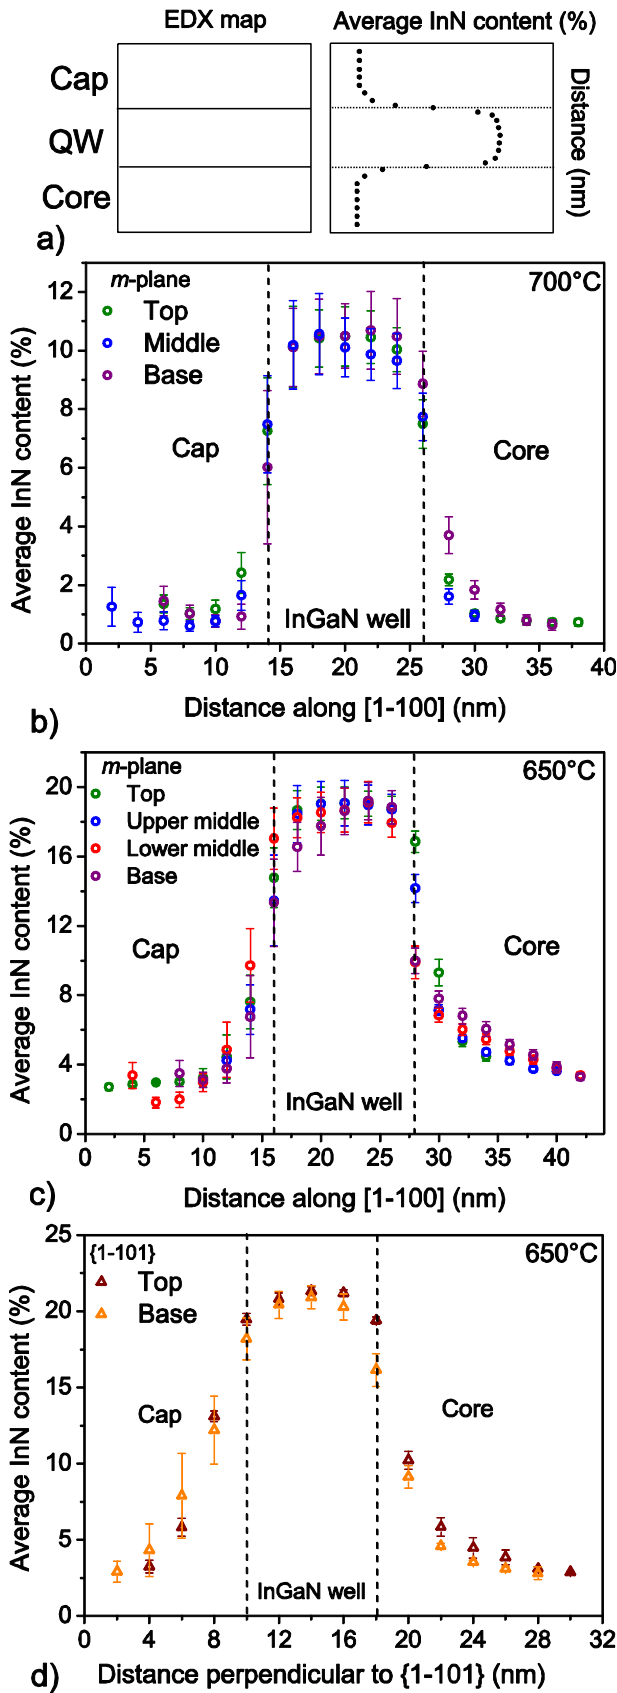 EDX map
Average InN content (%)
Cap
QW
Core
Distance (nm)
a)
700°C
m-plane
Top
Middle
Base
Cap
Core
InGaN well
Average InN content (%)
12
10
8
6
4
2
0
0 5 10 15 20 25 30 35 40
Distance along [1-100] (nm)
b)
650°C
m-plane
Top
Upper middle
Lower middle
Base
Cap
Core
InGaN well
Average InN content (%)
20
16
12
8
4
0
0 5 10 15 20 25 30 35 40
Distance along [1-100] (nm)
c)
650°C
{1-101}
Top
Base
Cap
Core
InGaN well
Average InN content (%)
25
20
15
10
5
0
0 4 8 12 16 20 24 28 32
Distance perpendicular to {1-101} (nm)
d)